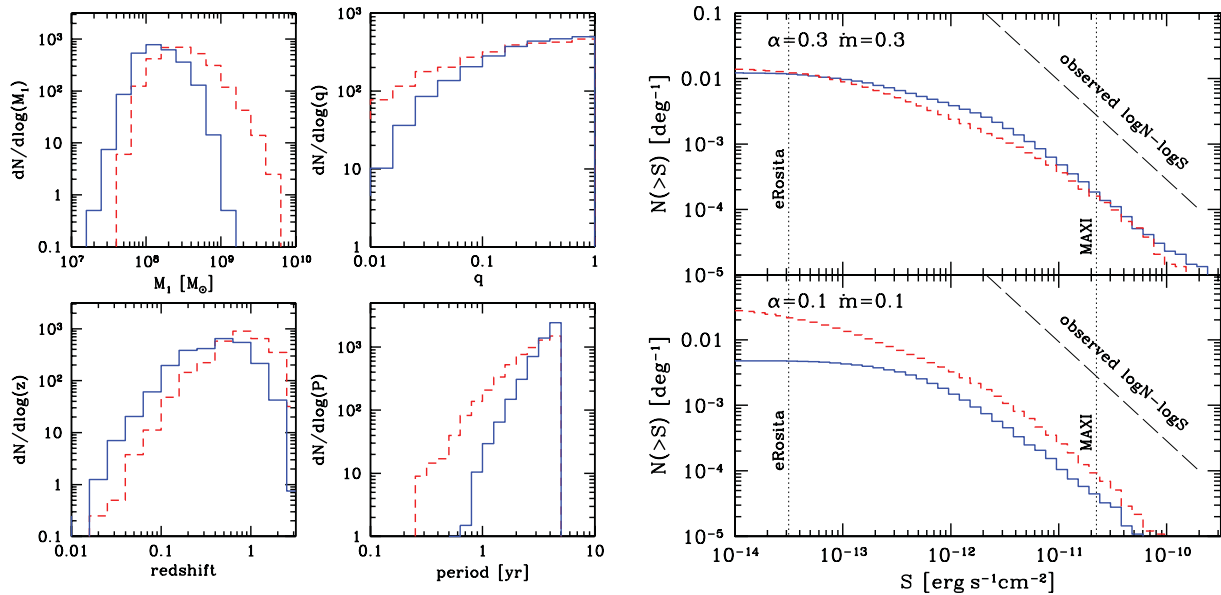 dN/dlog(M₁)
10³
10²
10
1
0.1
10⁷
10⁸
10⁹
10¹⁰
M₁ [M☉]
dN/dlog(q)
10³
10²
10
1
0.01
0.1
1
q
dN/dlog(z)
10³
10²
10
1
0.1
0.01
0.1
1
redshift
dN/dlog(P)
10³
10²
10
1
0.1
1
10
period [yr]
α=0.3 ṁ=0.3
N(>S) [deg⁻¹]
0.1
0.01
10⁻³
10⁻⁴
10⁻⁵
eRosita
MAXI
observed logN-logS
α=0.1 ṁ=0.1
N(>S) [deg⁻¹]
0.01
10⁻³
10⁻⁴
10⁻⁵
eRosita
MAXI
observed logN-logS
10⁻¹⁴
10⁻¹³
10⁻¹²
10⁻¹¹
10⁻¹⁰
S [erg s⁻¹cm⁻²]